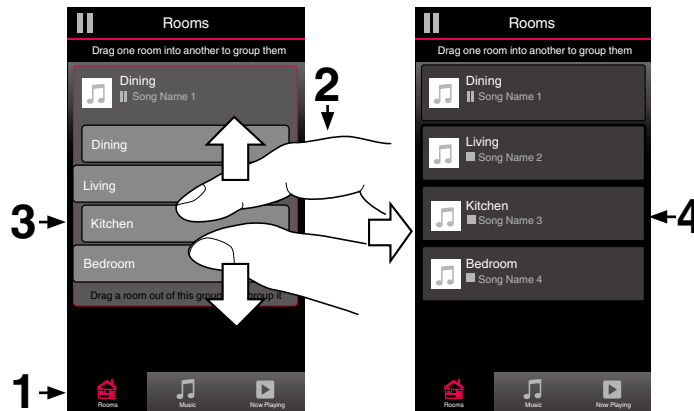 Rooms
Drag one room into another to group them
Dining
Song Name 1
2
Dining
Living
3
Kitchen
Bedroom
Drag a room out of this group
group it
1
Rooms
Music
Now Playing
Rooms
Drag one room into another to group them
Dining
Song Name 1
Living
Song Name 2
Kitchen
Song Name 3
4
Bedroom
Song Name 4
Rooms
Music
Now Playing